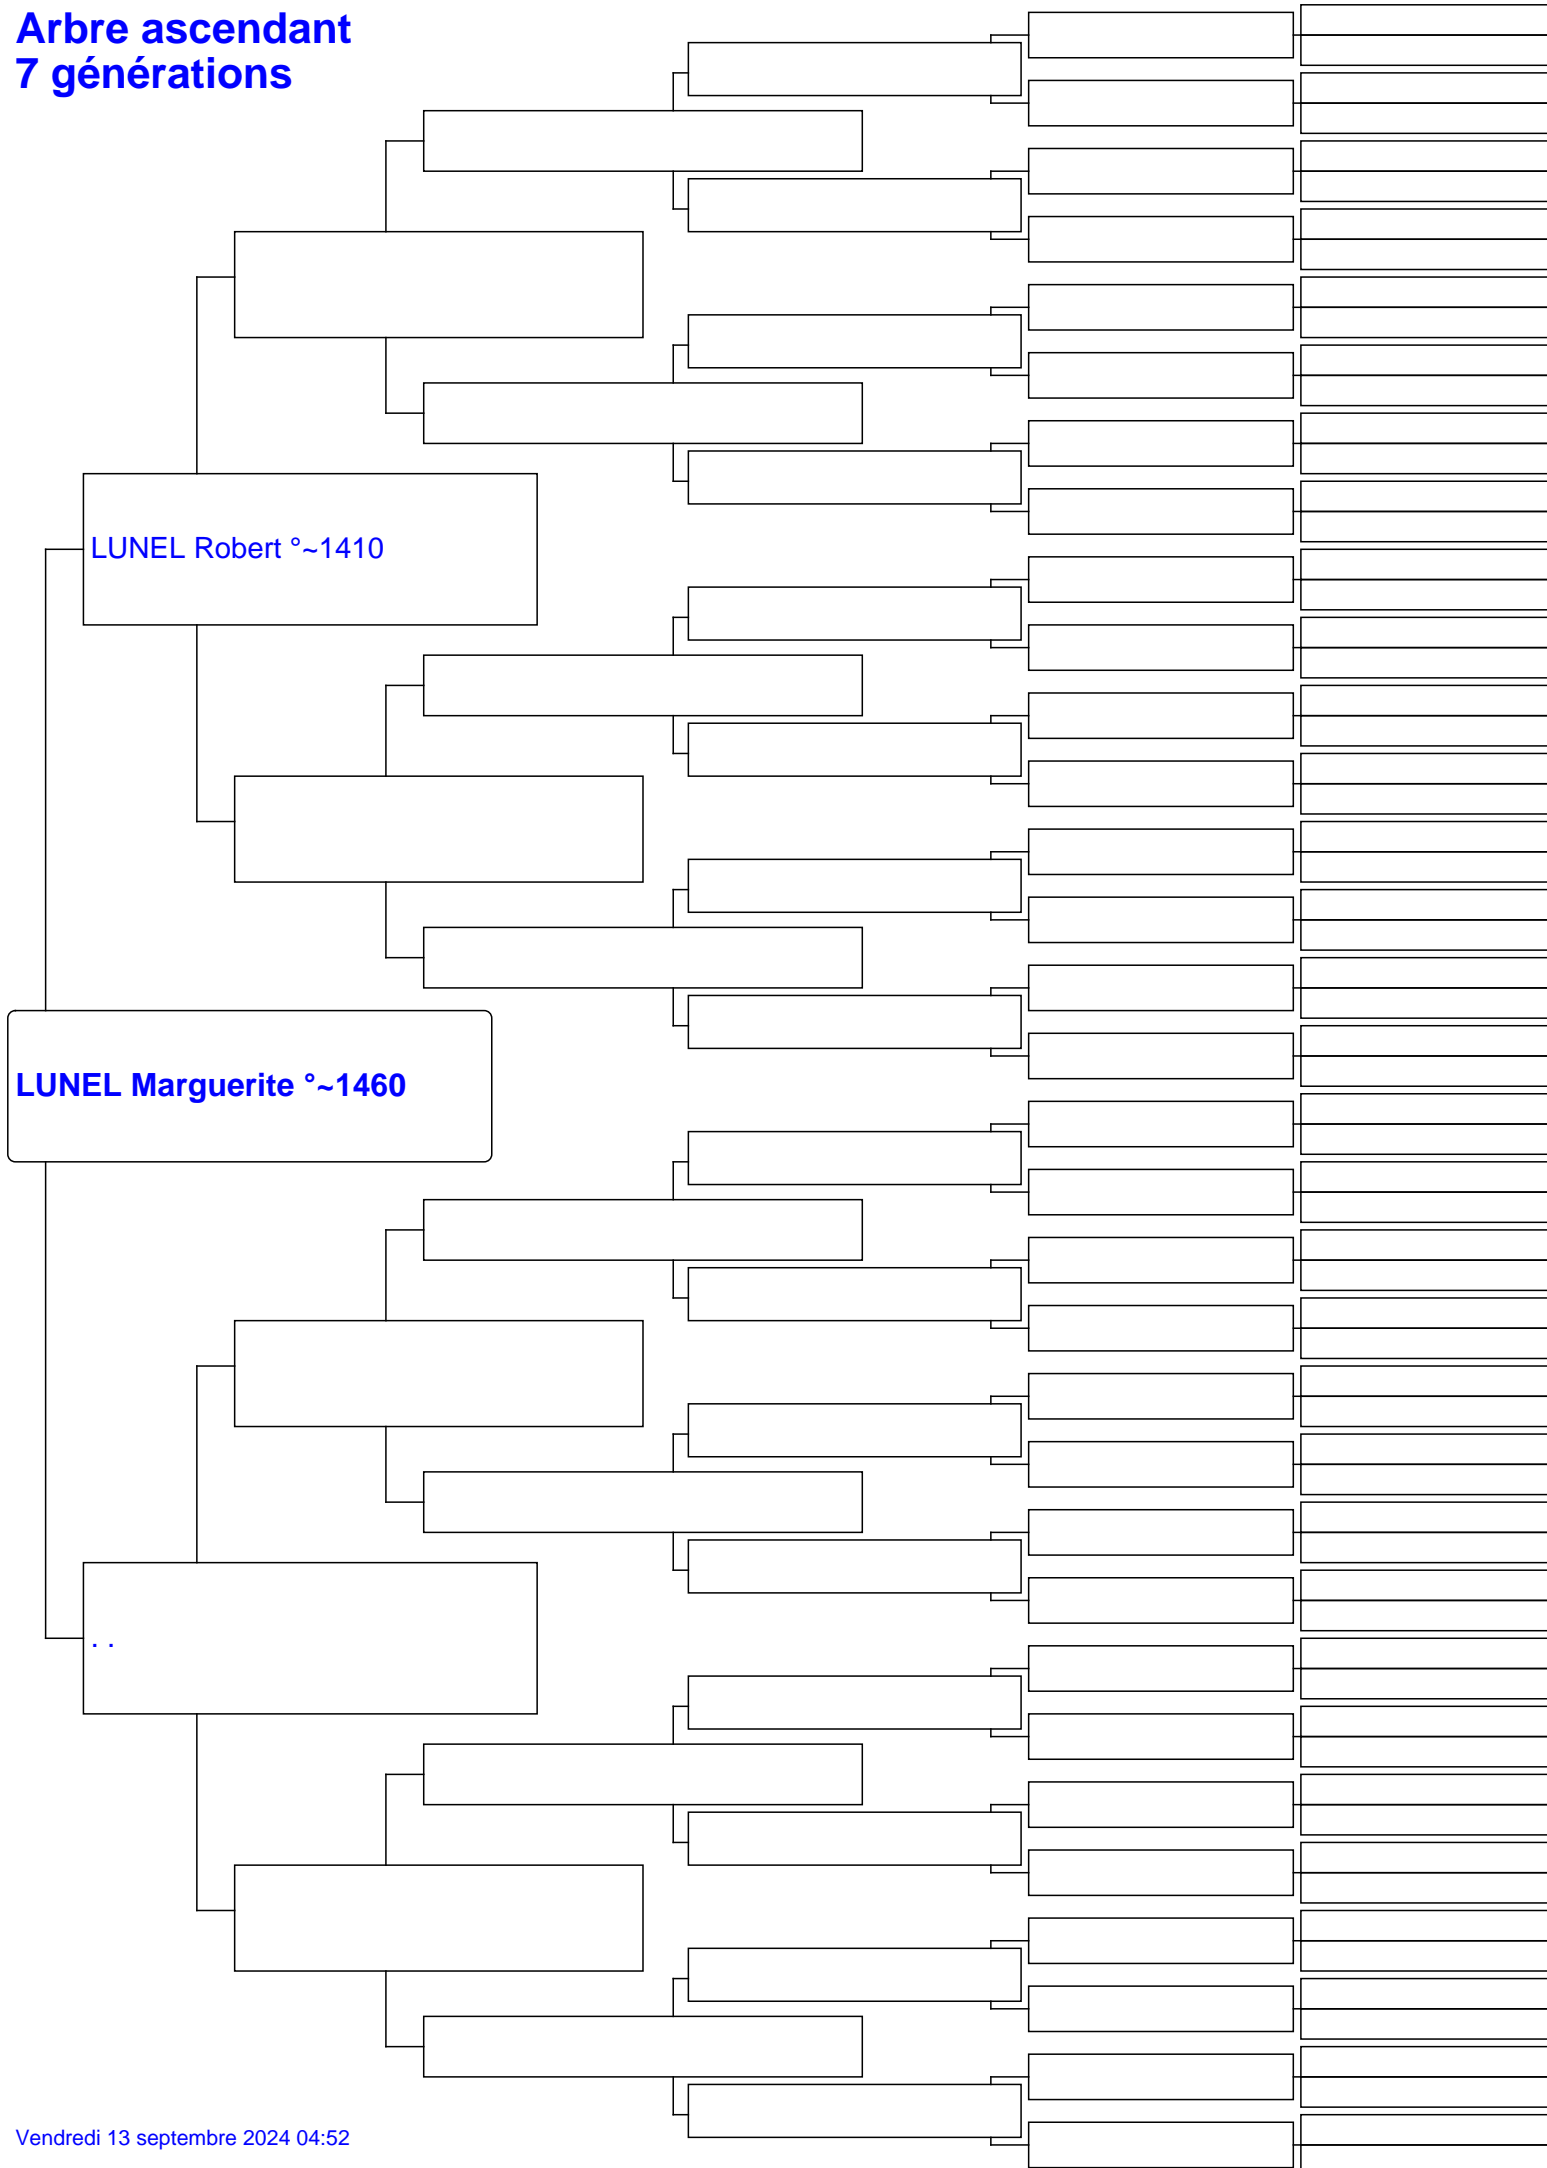 Arbre ascendant
7 générations
LUNEL Robert °~1410
LUNEL Marguerite °~1460
. .
Vendredi 13 septembre 2024 04:52